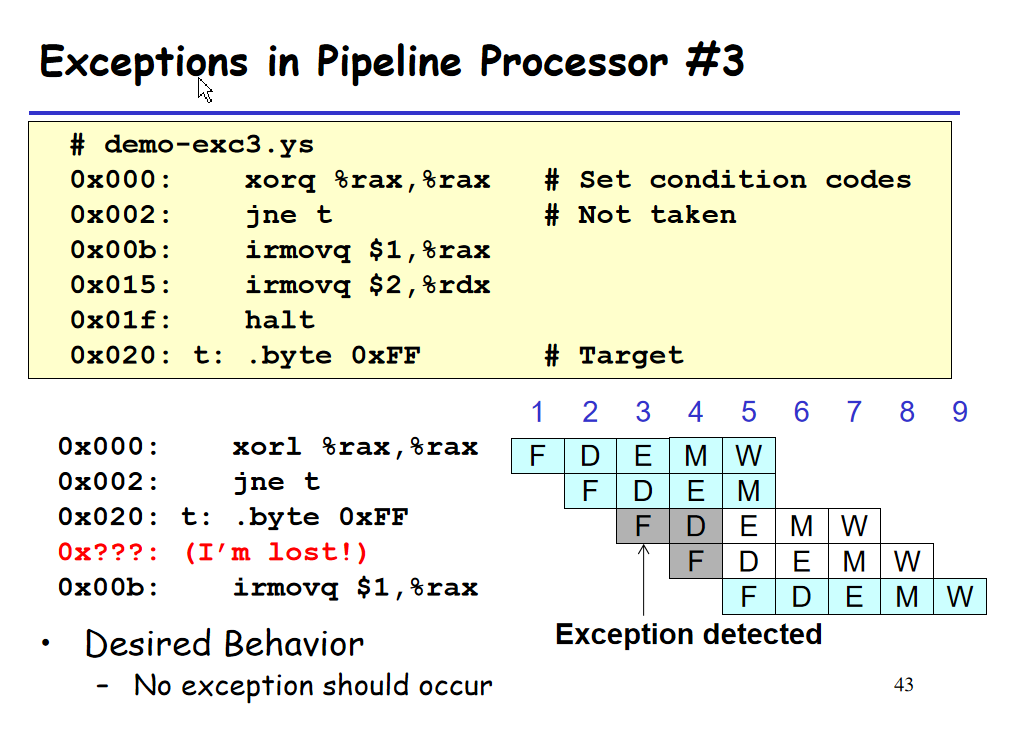 Exceptions in Pipeline Processor #3
# demo-exc3.ys
0x000: xorq %rax,%rax # Set condition codes
0x002: jne t # Not taken
0x00b: irmovq $1,%rax
0x015: irmovq $2,%rdx
0x01f: halt
0x020: t: .byte 0xFF # Target
1 2 3 4 5 6 7 8 9
0x000: xorl %rax,%rax F D E M W
0x002: jne t F D E M
0x020: t: .byte 0xFF F D E M W
0x???: (I’m lost!) F D E M W
0x00b: irmovq $1,%rax F D E M W
Exception detected
• Desired Behavior
– No exception should occur
43